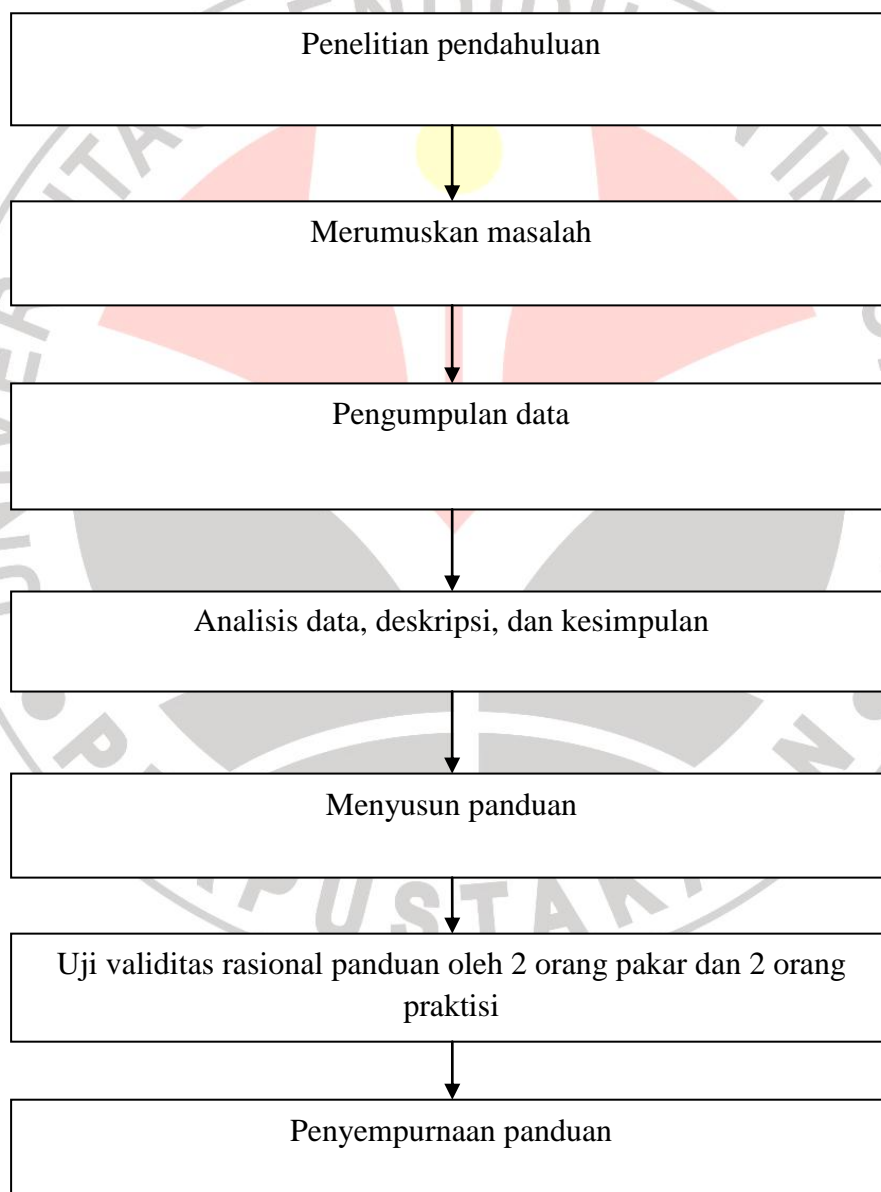 Penelitian pendahuluan
Merumuskan masalah
Pengumpulan data
Analisis data, deskripsi, dan kesimpulan
Menyusun panduan
Uji validitas rasional panduan oleh 2 orang pakar dan 2 orang
praktisi
Penyempurnaan panduan